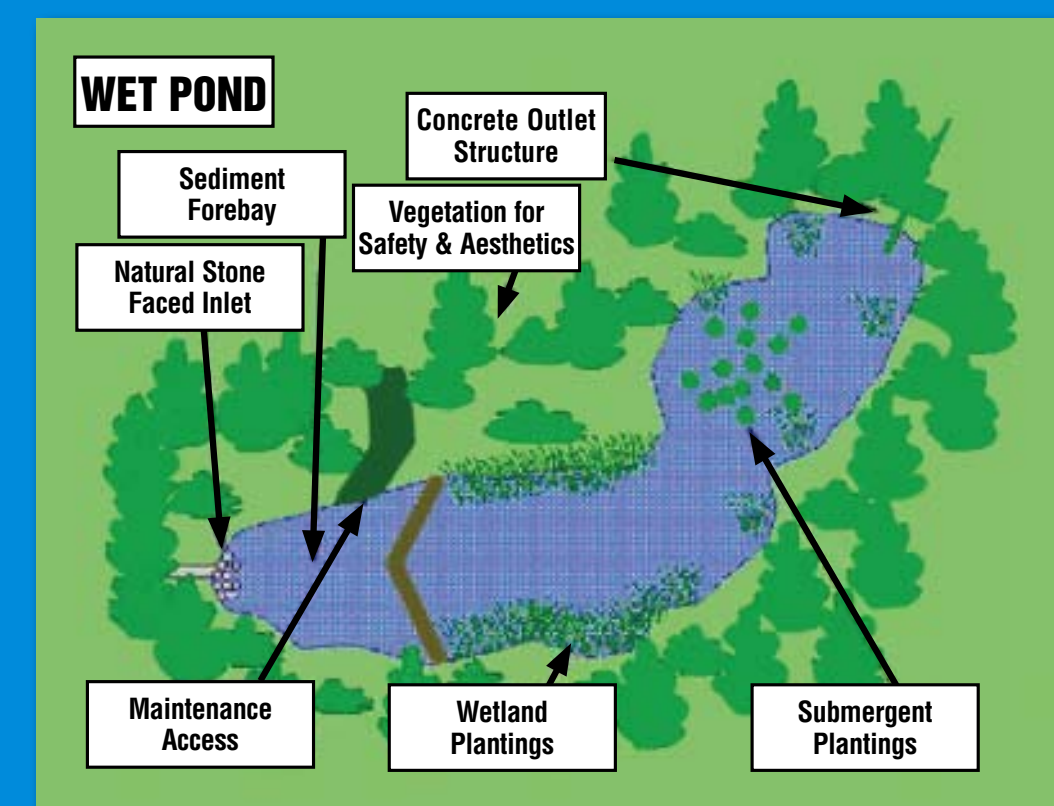 WET POND
Concrete Outlet
Structure
Sediment
Forebay
Vegetation for
Safety & Aesthetics
Natural Stone
Faced Inlet
Maintenance
Access
Wetland
Plantings
Submergent
Plantings